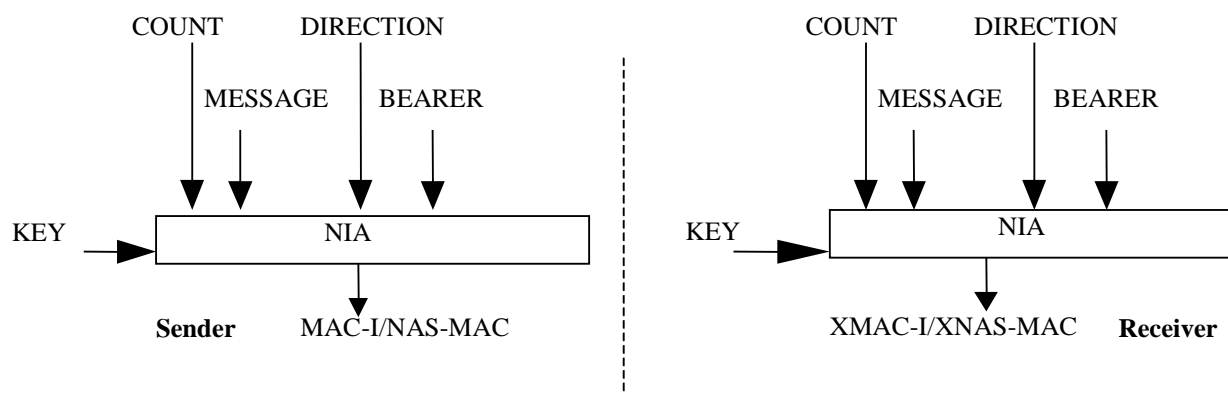 COUNT DIRECTION
MESSAGE BEARER
KEY NIA
Sender MAC-I/NAS-MAC
COUNT DIRECTION
MESSAGE BEARER
KEY NIA
XMAC-I/XNAS-MAC Receiver